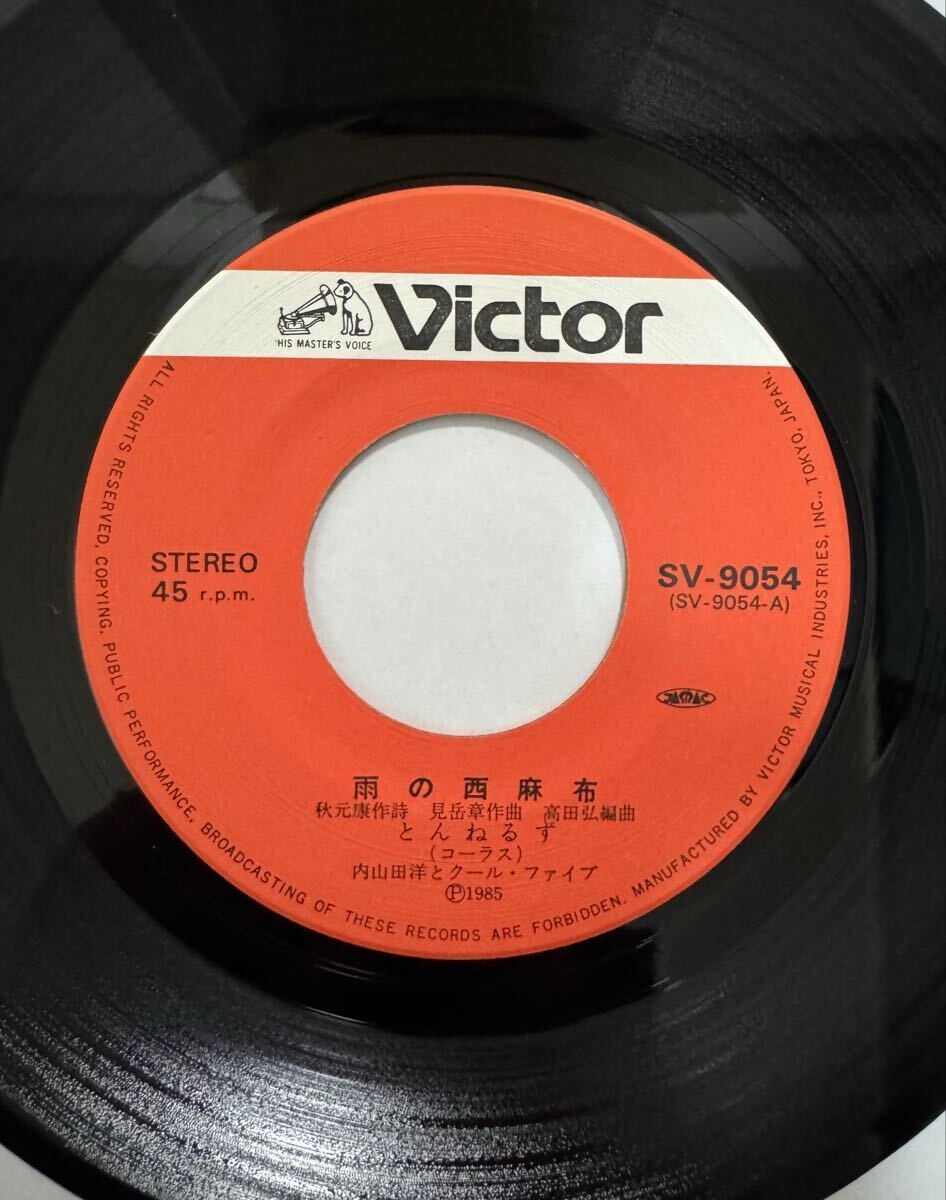 'HIS MASTER'S VOICE
Victor
STEREO
45 r.p.m.
SV-9054
(SV-9054-A)
JASRAC
雨の西麻布
秋元康作詩 見岳章作曲 高田弘編曲
とんねるず
(コーラス)
内山田洋とクール・ファイブ
Ⓟ1985
ALL RIGHTS RESERVED, COPYING, PUBLIC PERFORMANCE, BROADCASTING OF THESE RECORDS ARE FORBIDDEN. MANUFACTURED BY VICTOR MUSICAL INDUSTRIES, INC., TOKYO, JAPAN.